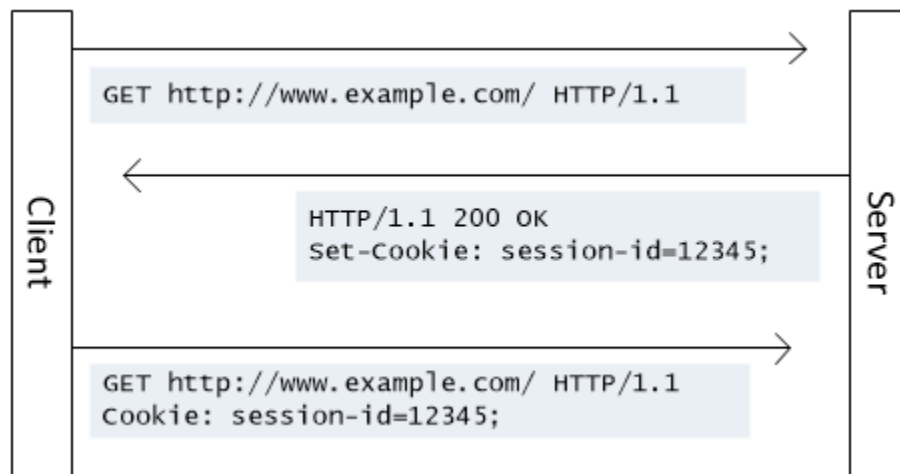 Client
GET http://www.example.com/ HTTP/1.1
HTTP/1.1 200 OK
Set-Cookie: session-id=12345;
GET http://www.example.com/ HTTP/1.1
Cookie: session-id=12345;
Server